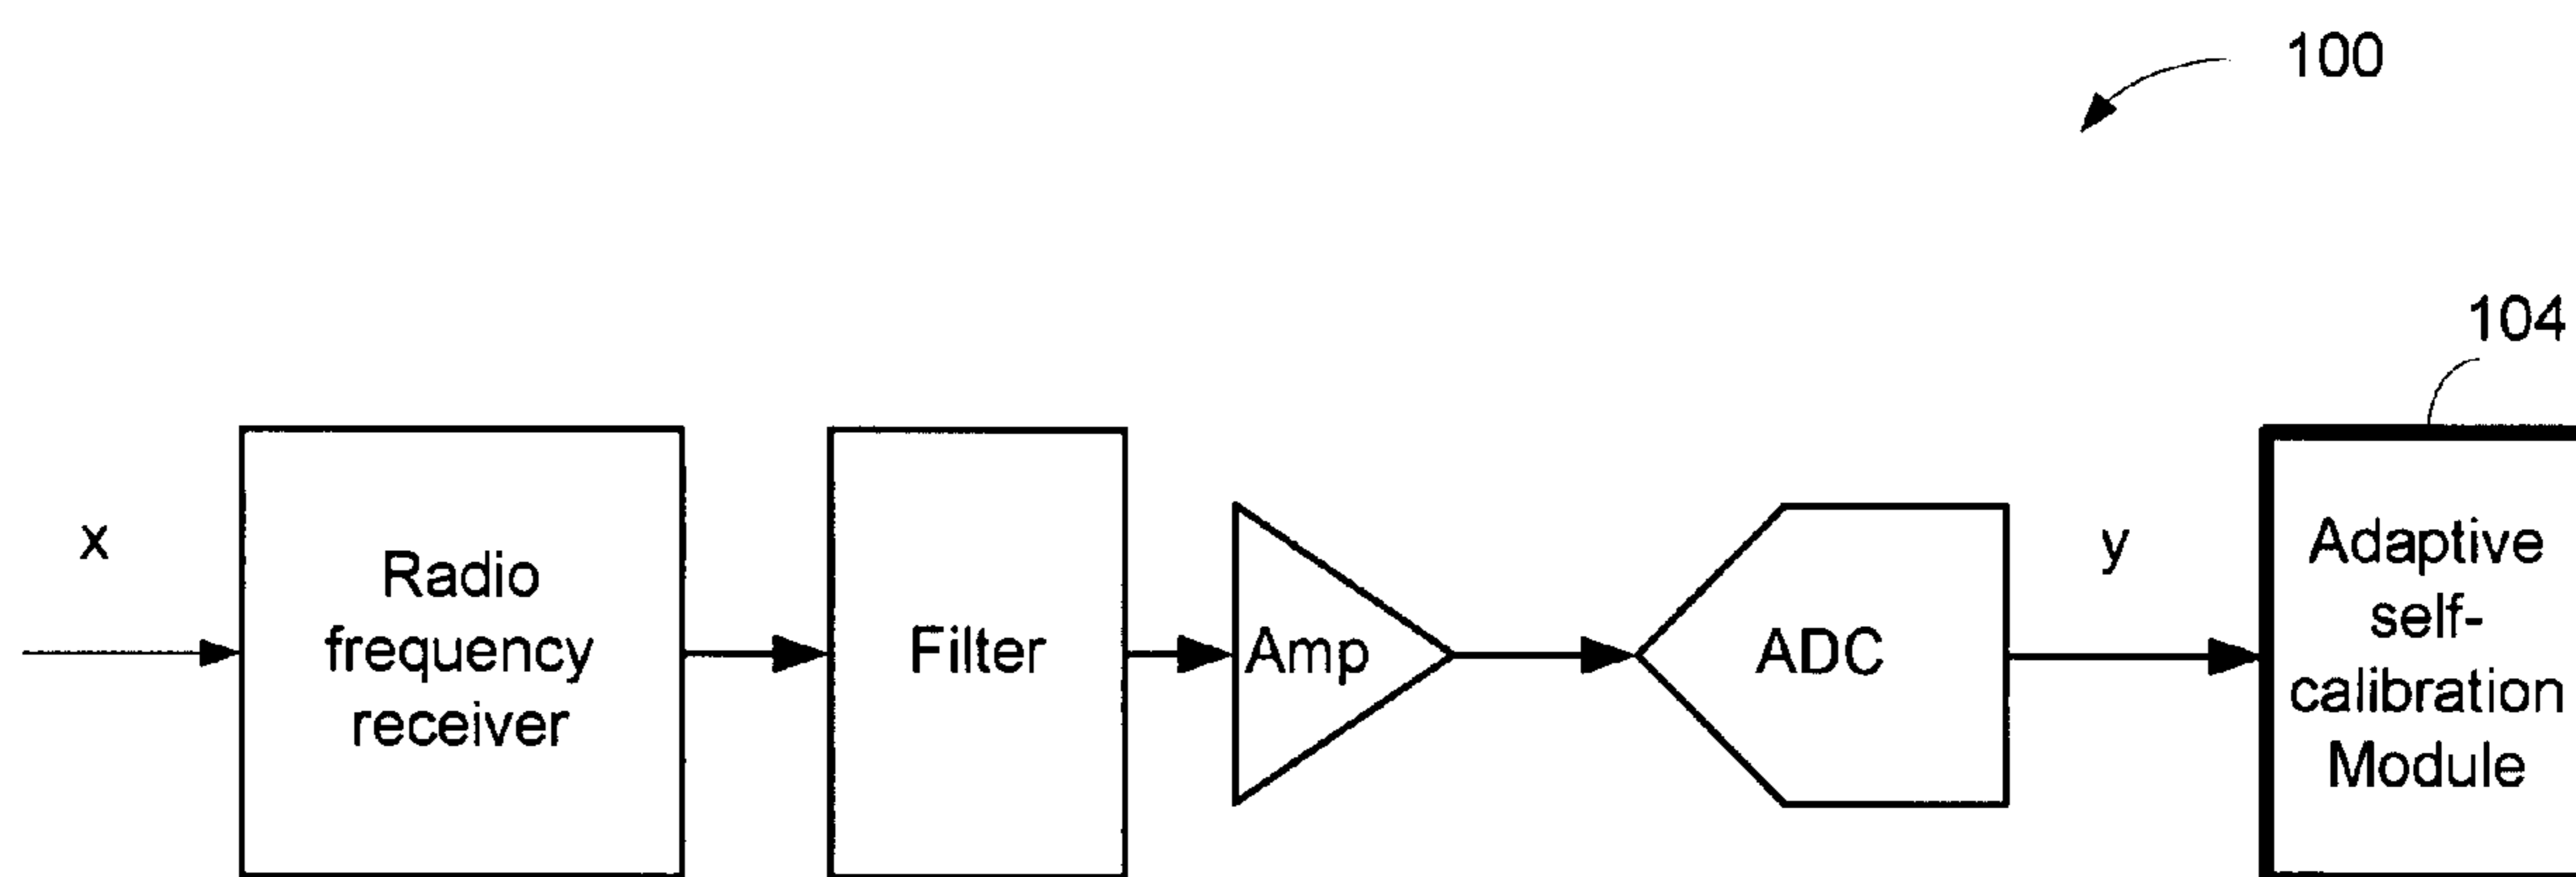 100
104
x
Radio
frequency
receiver
Filter
Amp
ADC
y
Adaptive
self-
calibration
Module